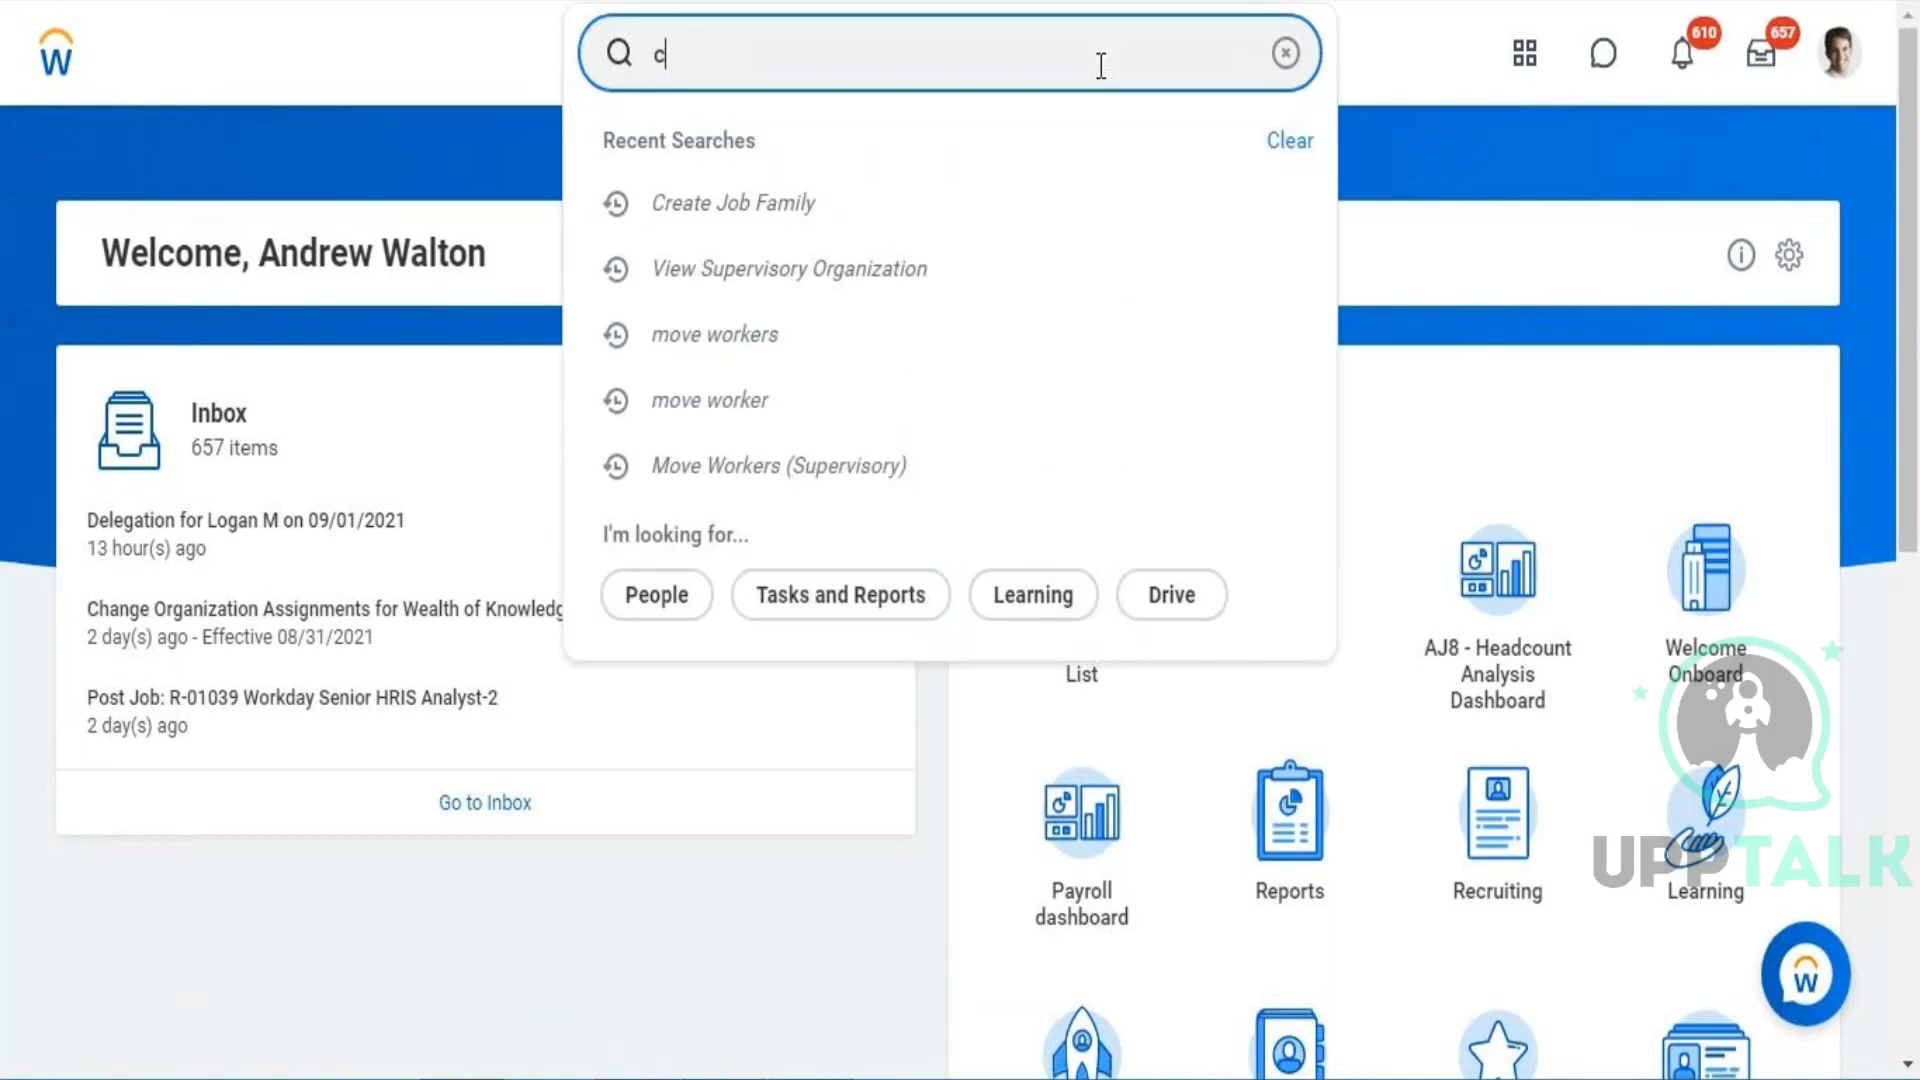 W
c
610
657
Recent Searches
Clear
Create Job Family
View Supervisory Organization
move workers
move worker
Move Workers (Supervisory)
I'm looking for...
People
Tasks and Reports
Learning
Drive
Welcome, Andrew Walton
Inbox
657 items
Delegation for Logan M on 09/01/2021
13 hour(s) ago
Change Organization Assignments for Wealth of Knowledg
2 day(s) ago - Effective 08/31/2021
Post Job: R-01039 Workday Senior HRIS Analyst-2
2 day(s) ago
Go to Inbox
List
AJ8 - Headcount
Analysis
Dashboard
Welcome
Onboard
Payroll
dashboard
Reports
Recruiting
Learning
UPPTALK
W